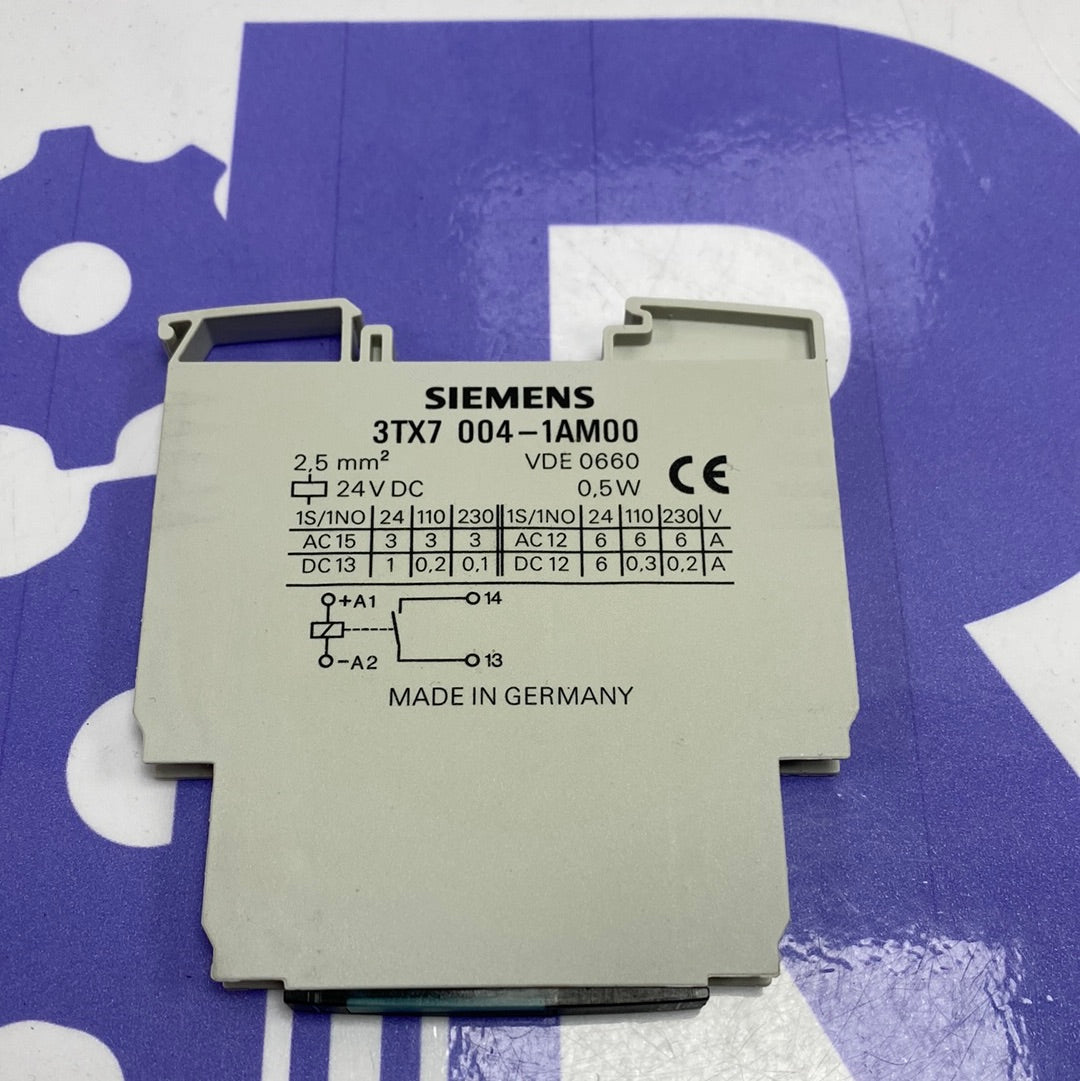 SIEMENS
3TX7 004-1AM00
2,5 mm² VDE 0660 CE
24V DC 0,5W
1S/1NO 24 110 230 1S/1NO 24 110 230 V
AC 15 3 3 3 AC 12 6 6 6 A
DC 13 1 0,2 0,1 DC 12 6 0,3 0,2 A
+A1 14
-A2 13
MADE IN GERMANY
R